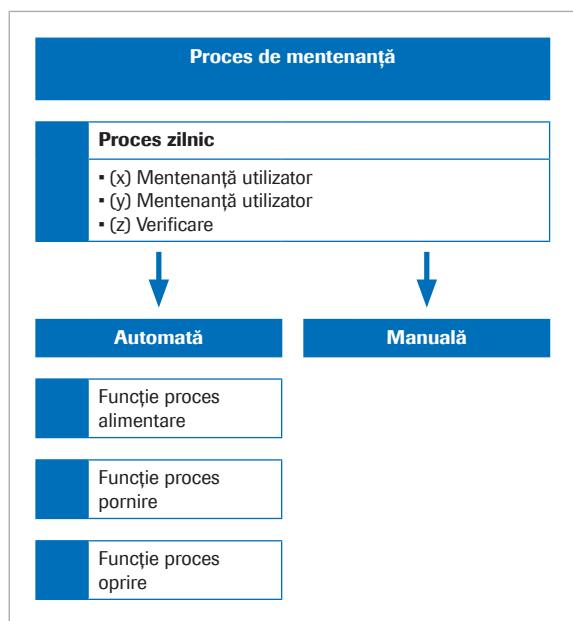 Proces de mentenanță
Proces zilnic
▪ (x) Mentenanță utilizator
▪ (y) Mentenanță utilizator
▪ (z) Verificare
Automată
Manuală
Funcție proces
alimentare
Funcție proces
pornire
Funcție proces
oprire